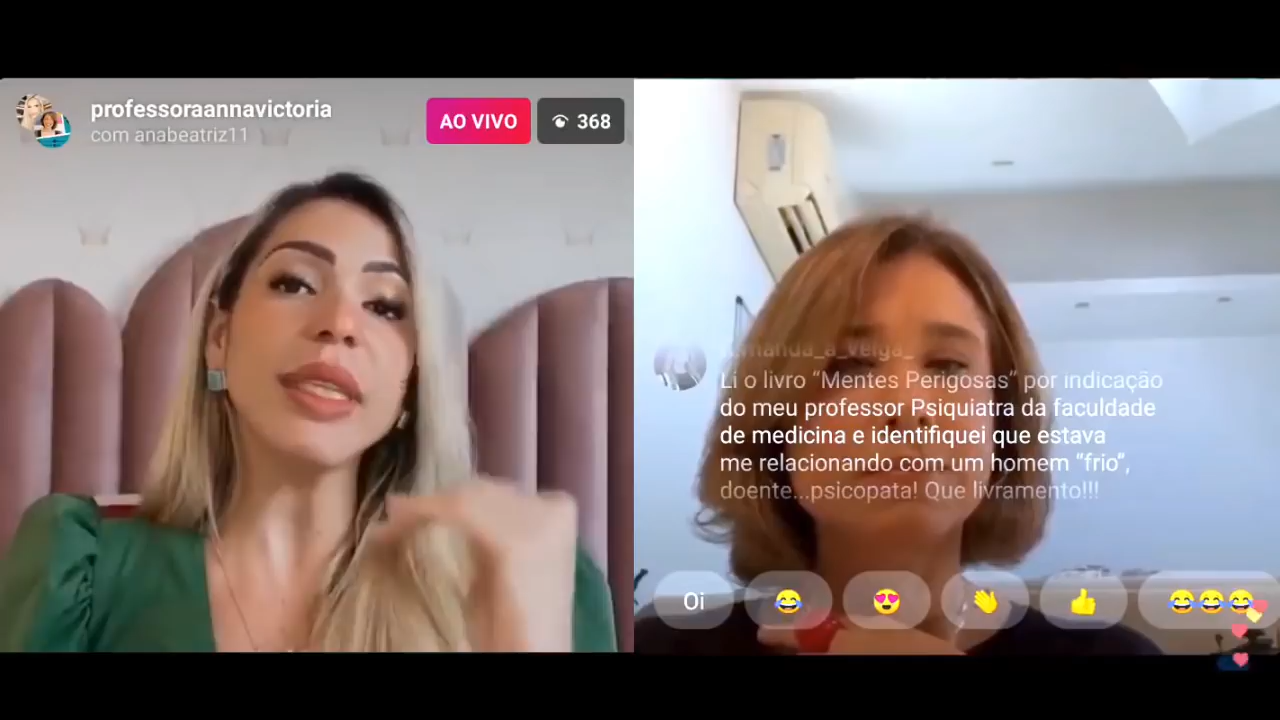 professoraannavictoria
com anabeatriz11
AO VIVO
368
Li o livro “Mentes Perigosas” por indicação
do meu professor Psiquiatra da faculdade
de medicina e identifiquei que estava
me relacionando com um homem “frio”,
doente...psicopata! Que livramento!!!
Oi